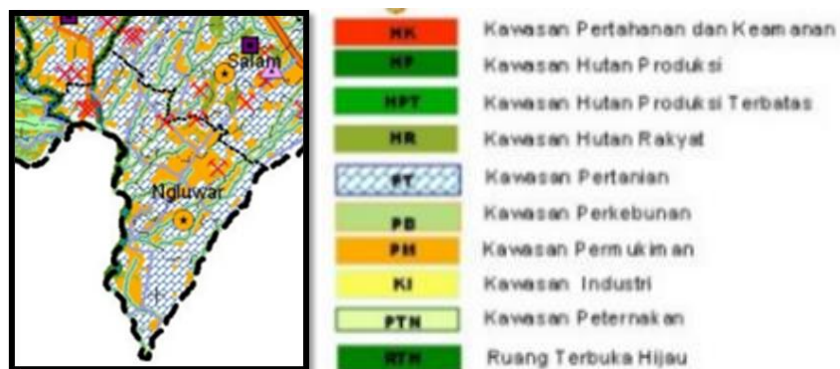 Salam
Ngluwar
HK Kawasan Pertahanan dan Keamanan
HP Kawasan Hutan Produksi
HPT Kawasan Hutan Produksi Terbatas
HR Kawasan Hutan Rakyat
PT Kawasan Pertanian
PB Kawasan Perkebunan
PM Kawasan Permukiman
KI Kawasan Industri
PTN Kawasan Peternakan
RTH Ruang Terbuka Hijau